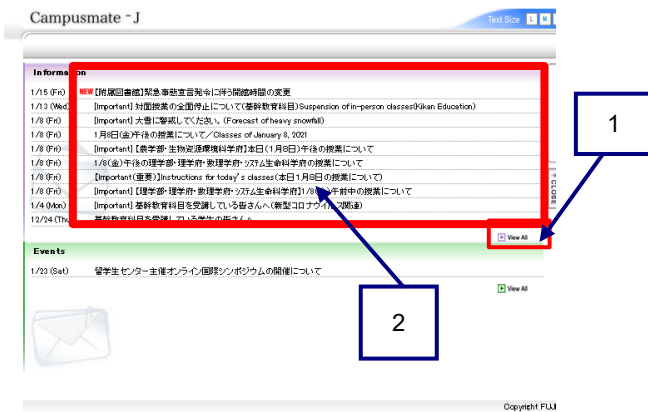 Campusmate-J
Text Size L M
Information
1/15 (Fri) NEW【附属図書館】緊急事態宣言発令に伴う開館時間の変更
1/13 (Wed) [Important] 対面授業の全面停止について(基幹教育科目)Suspension of in-person classes(Kikan Education)
1/8 (Fri) [Important] 大雪に警戒してください。(Forecast of heavy snowfall)
1/8 (Fri) 1月8日(金)午後の授業について/Classes of January 8, 2021
1/8 (Fri) [Important]【農学部・生物資源環境科学府】本日(1月8日)午後の授業について
1/8 (Fri) 1/8(金)午後の理学部・理学府・数理学府・システム生命科学府の授業について
1/8 (Fri) 【Important(重要)】Instructions for today's classes(本日1月8日の授業について)
1/8 (Fri) [Important]【理学部・理学府・数理学府・システム生命科学府】1/8(金)午前中の授業について
1/4 (Mon) [Important] 基幹教育科目を受講している皆さんへ(新型コロナウイルス関連)
12/24 (Thu) 基幹教育科目を受講している学生の皆さんへ
View All
CLOSE
1
Events
1/23 (Sat) 留学生センター主催オンライン国際シンポジウムの開催について
View All
2
Copyright FUJI